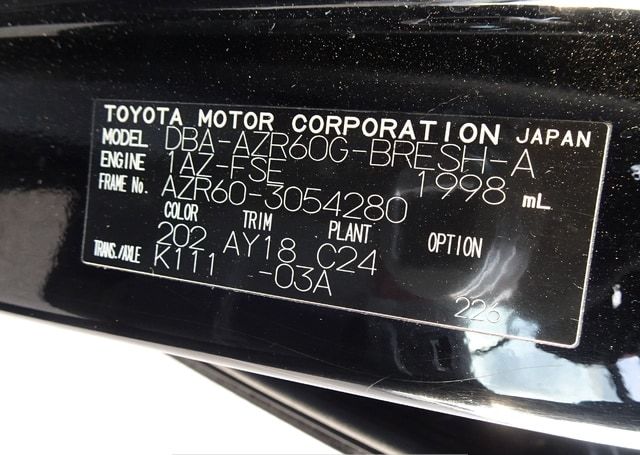 TOYOTA MOTOR CORPORATION JAPAN
MODEL DBA-AZR60G-BRESH-A
ENGINE 1AZ-FSE 1998 mL
FRAME No. AZR60-3054280
COLOR TRIM PLANT OPTION
202 AY18 C24
TRANS./AXLE K111 -03A
226